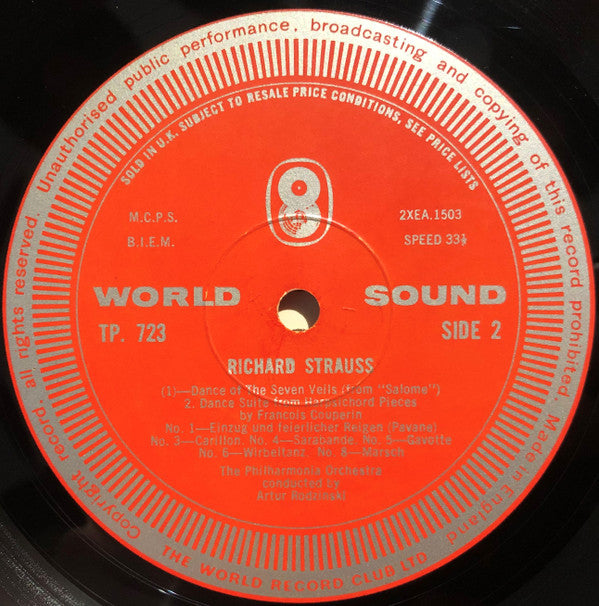 Copyright record all rights reserved. Unauthorised public performance, broadcasting and copying of this record prohibited. Made in England
SOLD IN U.K. SUBJECT TO RESALE PRICE CONDITIONS, SEE PRICE LISTS
M.C.P.S.
B.I.E.M.
2XEA.1503
SPEED 33⅓
WORLD SOUND
TP. 723
SIDE 2
RICHARD STRAUSS
(1)—Dance of The Seven Veils (from "Salome")
2. Dance Suite from Harpsichord Pieces
by Francois Couperin
No. 1—Einzug und feierlicher Reigen (Pavane)
No. 3—Carillon. No. 4—Sarabande. No. 5—Gavotte
No. 6—Wirbeltanz. No. 8—Marsch
The Philharmonia Orchestra
conducted by
Artur Rodzinski
THE WORLD RECORD CLUB LTD